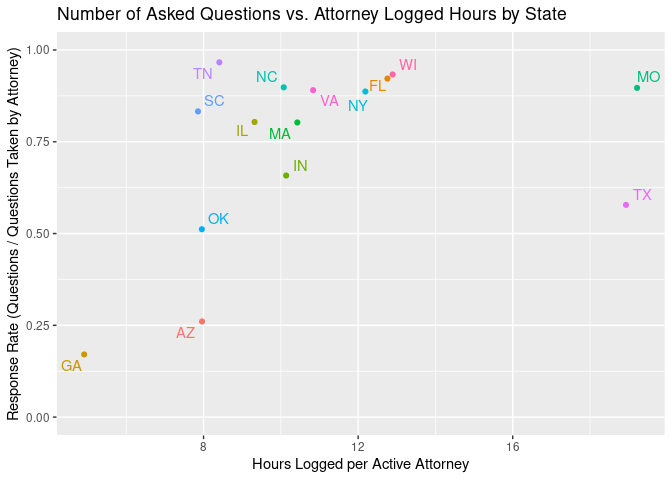 Number of Asked Questions vs. Attorney Logged Hours by State
Response Rate (Questions / Questions Taken by Attorney)
1.00
0.75
0.50
0.25
0.00
TN
NC
WI
MO
SC
VA
FL
NY
IL
MA
IN
TX
OK
AZ
GA
8
12
16
Hours Logged per Active Attorney